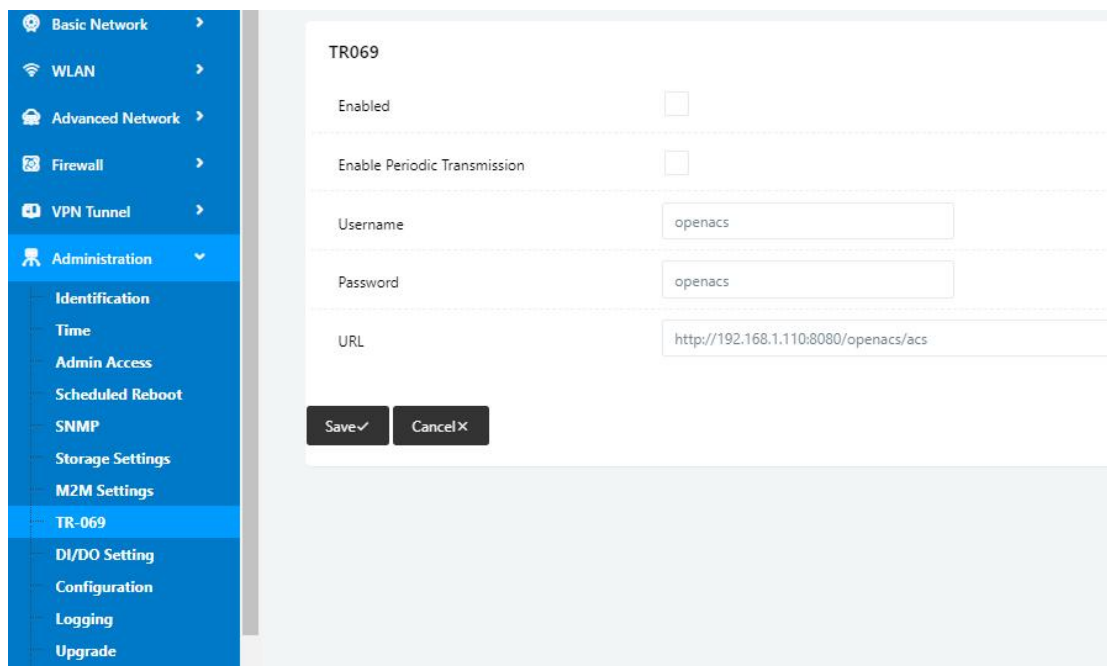 Basic Network
WLAN
Advanced Network
Firewall
VPN Tunnel
Administration
Identification
Time
Admin Access
Scheduled Reboot
SNMP
Storage Settings
M2M Settings
TR-069
DI/DO Setting
Configuration
Logging
Upgrade
TR069
Enabled
Enable Periodic Transmission
Username openacs
Password openacs
URL http://192.168.1.110:8080/openacs/acs
Save✓ Cancel×